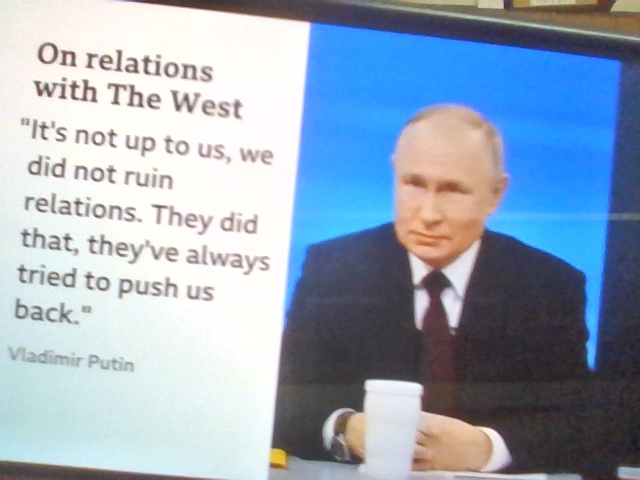 On relations
with The West
"It's not up to us, we
did not ruin
relations. They did
that, they've always
tried to push us
back."
Vladimir Putin